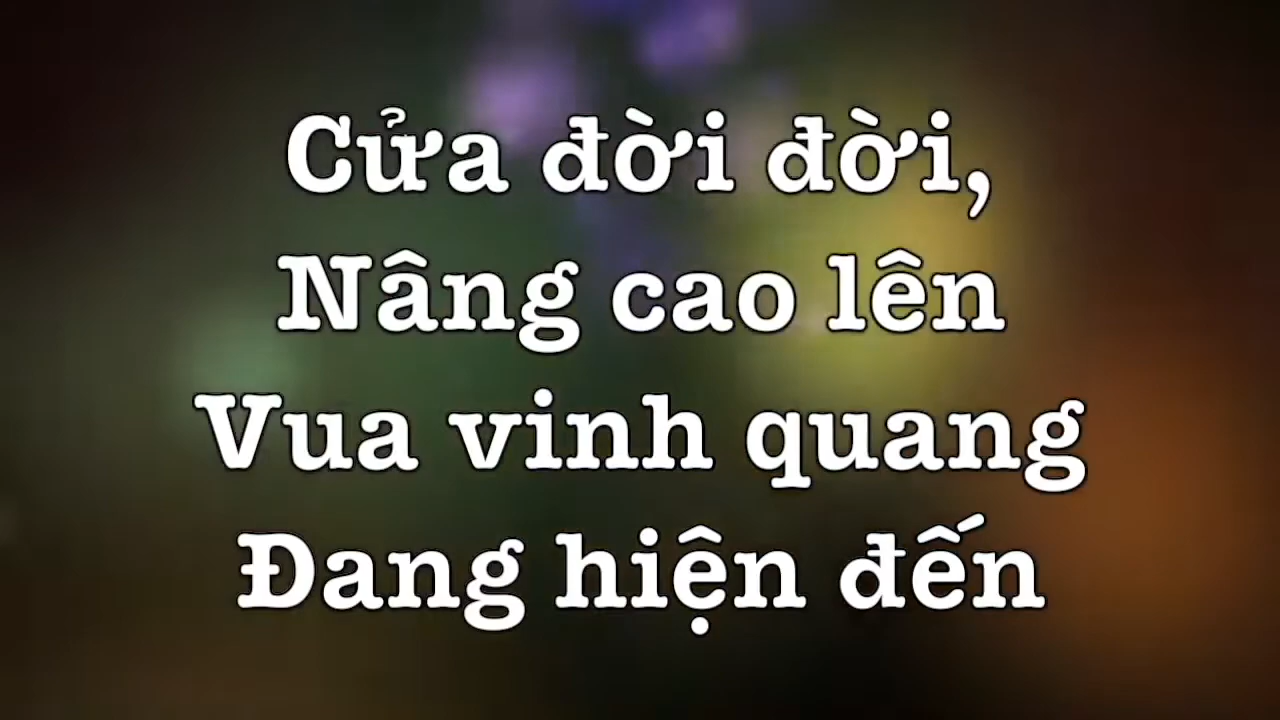 Cửa đời đời,
Nâng cao lên
Vua vinh quang
Đang hiện đến